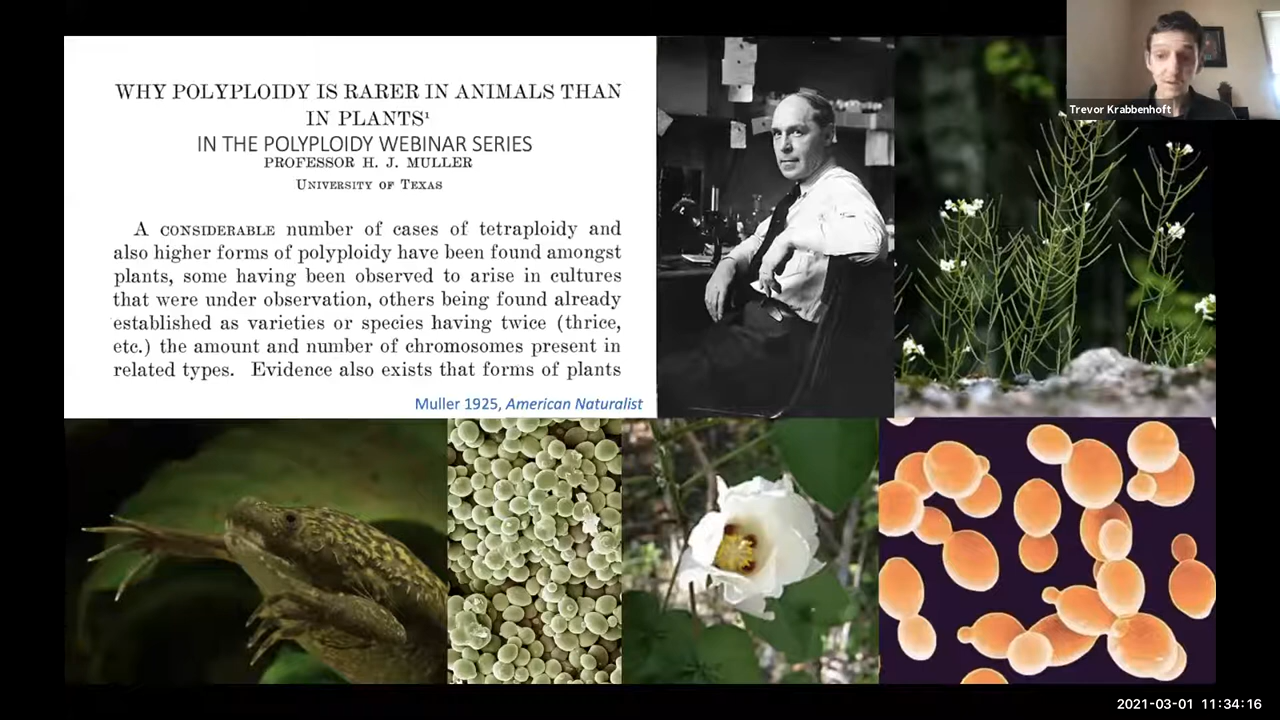 WHY POLYPLOIDY IS RARER IN ANIMALS THAN
IN PLANTS¹
IN THE POLYPLOIDY WEBINAR SERIES
PROFESSOR H. J. MULLER
UNIVERSITY OF TEXAS
A CONSIDERABLE number of cases of tetraploidy and
also higher forms of polyploidy have been found amongst
plants, some having been observed to arise in cultures
that were under observation, others being found already
established as varieties or species having twice (thrice,
etc.) the amount and number of chromosomes present in
related types. Evidence also exists that forms of plants
Muller 1925, American Naturalist
Trevor Krabbenhoft
2021-03-01 11:34:16